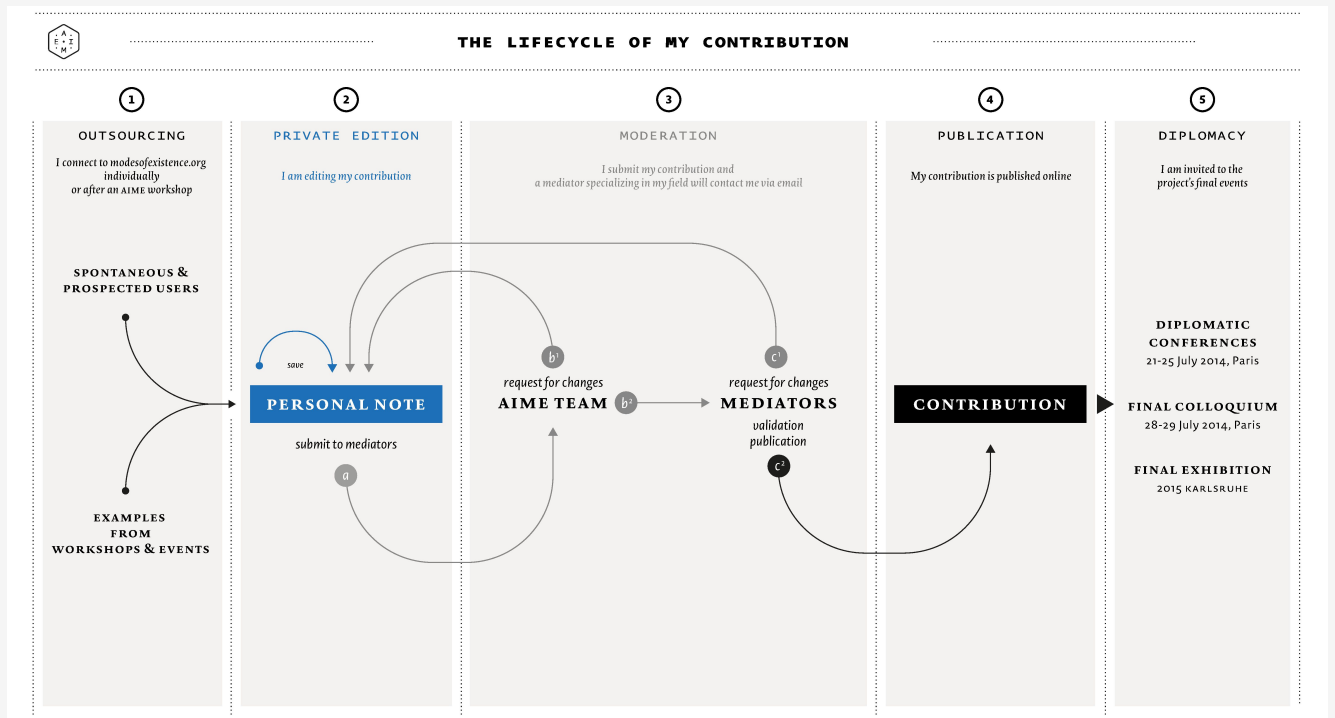 A
E • I
M
THE LIFECYCLE OF MY CONTRIBUTION
1
OUTSOURCING
I connect to modesofexistence.org
individually
or after an AIME workshop
SPONTANEOUS &
PROSPECTED USERS
EXAMPLES
FROM
WORKSHOPS & EVENTS
2
PRIVATE EDITION
I am editing my contribution
save
PERSONAL NOTE
submit to mediators
a
3
MODERATION
I submit my contribution and
a mediator specializing in my field will contact me via email
b¹
request for changes
AIME TEAM
b²
c¹
request for changes
MEDIATORS
validation
publication
c²
4
PUBLICATION
My contribution is published online
CONTRIBUTION
5
DIPLOMACY
I am invited to the
project's final events
DIPLOMATIC
CONFERENCES
21-25 July 2014, Paris
FINAL COLLOQUIUM
28-29 July 2014, Paris
FINAL EXHIBITION
2015 KARLSRUHE